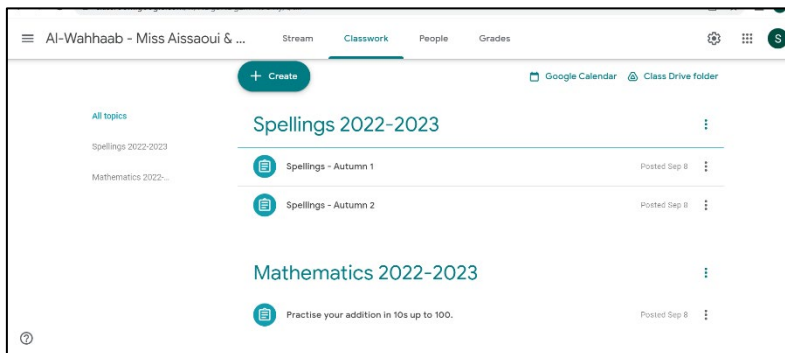 Al-Wahhaab - Miss Aissaoui & ...
Stream
Classwork
People
Grades
S
+ Create
Google Calendar
Class Drive folder
All topics
Spellings 2022-2023
Mathematics 2022-...
Spellings 2022-2023
Spellings - Autumn 1
Posted Sep 8
Spellings - Autumn 2
Posted Sep 8
Mathematics 2022-2023
Practise your addition in 10s up to 100.
Posted Sep 8